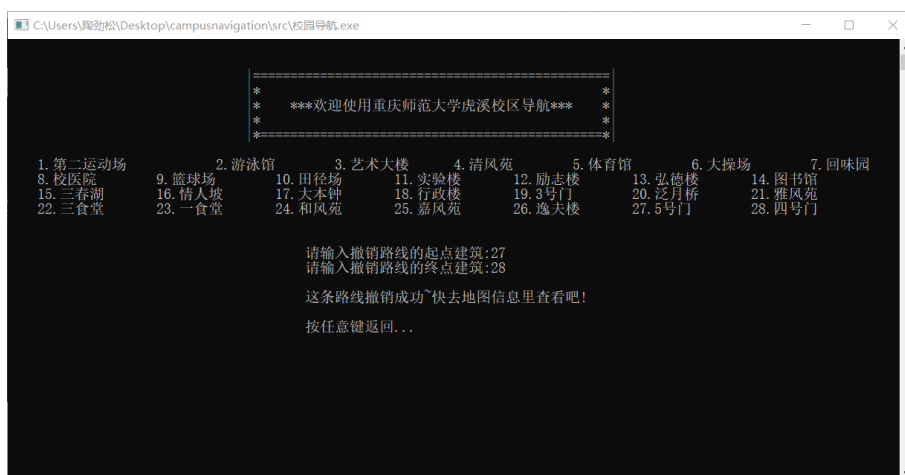 C:\Users\陶劲松\Desktop\campusnavigation\src\校园导航.exe
|================================================|
|* *|
|* ***欢迎使用重庆师范大学虎溪校区导航*** *|
|* *|
|*==============================================*|
1.第二运动场 2.游泳馆 3.艺术大楼 4.清风苑 5.体育馆 6.大操场 7.回味园
8.校医院 9.篮球场 10.田径场 11.实验楼 12.励志楼 13.弘德楼 14.图书馆
15.三春湖 16.情人坡 17.大本钟 18.行政楼 19.3号门 20.泛月桥 21.雅风苑
22.三食堂 23.一食堂 24.和风苑 25.嘉风苑 26.逸夫楼 27.5号门 28.四号门
请输入撤销路线的起点建筑:27
请输入撤销路线的终点建筑:28
这条路线撤销成功~快去地图信息里查看吧!
按任意键返回...